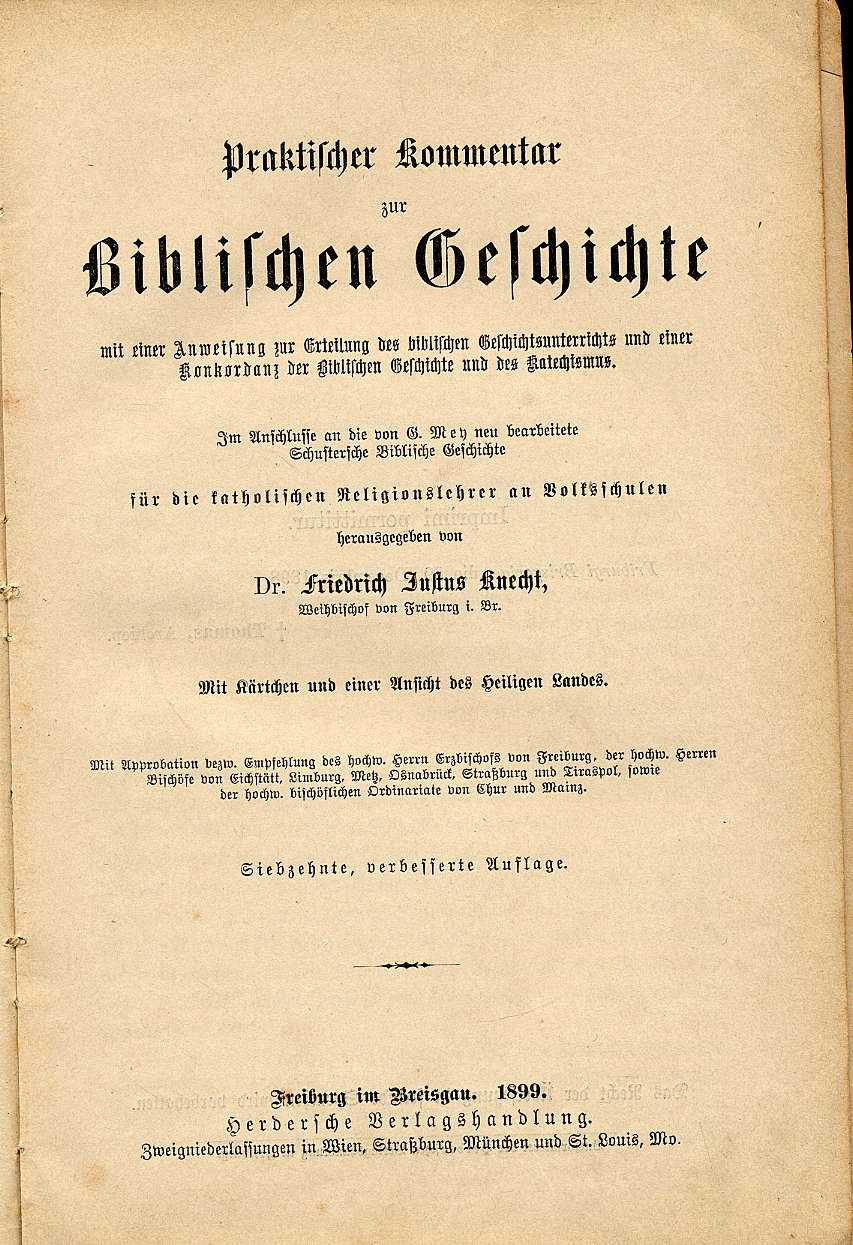 Praktischer Kommentar
zur
Biblischen Geschichte
mit einer Anweisung zur Erteilung des biblischen Geschichtsunterrichts und einer
Konkordanz der Biblischen Geschichte und des Katechismus.
Im Anschlusse an die von G. Mey neu bearbeitete
Schustersche Biblische Geschichte
für die katholischen Religionslehrer an Volksschulen
herausgegeben von
Dr. Friedrich Justus Knecht,
Weihbischof von Freiburg i. Br.
Mit Kärtchen und einer Ansicht des Heiligen Landes.
Mit Approbation bezw. Empfehlung des hochw. Herrn Erzbischofs von Freiburg, der hochw. Herren
Bischöfe von Eichstätt, Limburg, Metz, Osnabrück, Straßburg und Tiraspol, sowie
der hochw. bischöflichen Ordinariate von Chur und Mainz.
Siebzehnte, verbesserte Auflage.
Freiburg im Breisgau. 1899.
Herdersche Verlagshandlung.
Zweigniederlassungen in Wien, Straßburg, München und St. Louis, Mo.